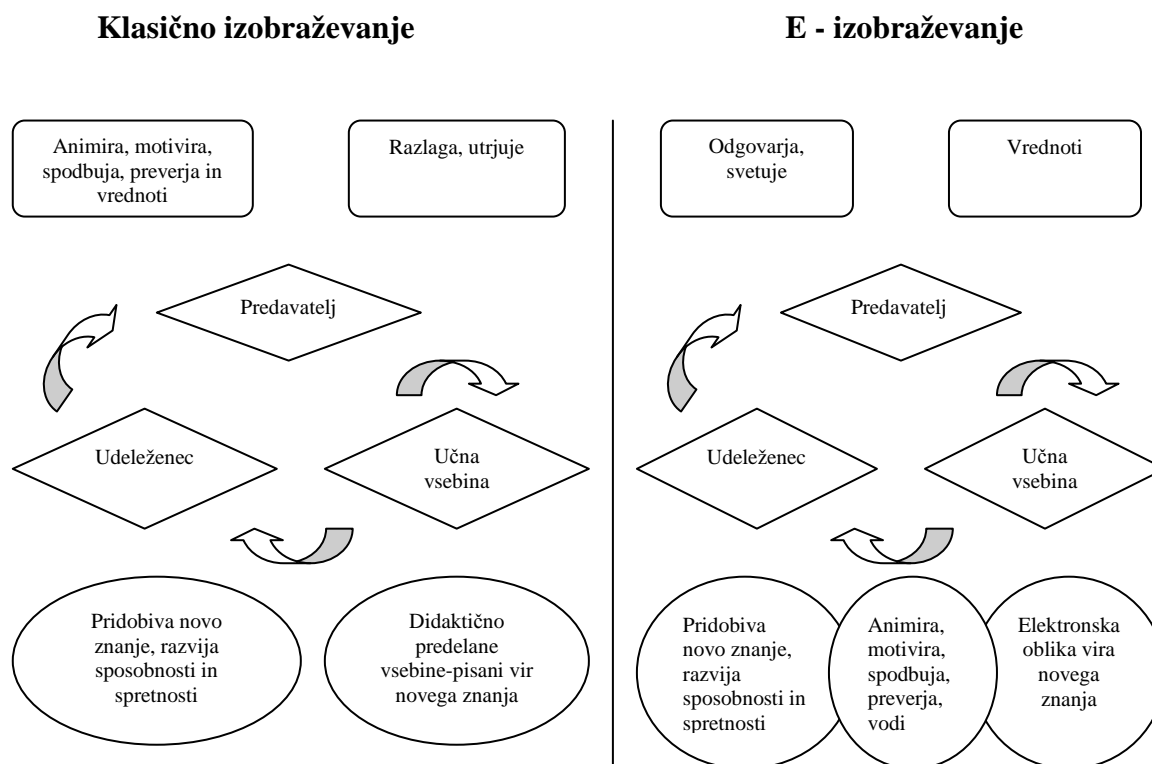 Klasično izobraževanje
E - izobraževanje
Animira, motivira,
spodbuja, preverja in
vrednoti
Razlaga, utrjuje
Odgovarja,
svetuje
Vrednoti
Predavatelj
Predavatelj
Udeleženec
Učna
vsebina
Udeleženec
Učna
vsebina
Pridobiva novo
znanje, razvija
sposobnosti in
spretnosti
Didaktično
predelane
vsebine-pisani vir
novega znanja
Pridobiva
novo znanje,
razvija
sposobnosti in
spretnosti
Animira,
motivira,
spodbuja,
preverja,
vodi
Elektronska
oblika vira
novega
znanja